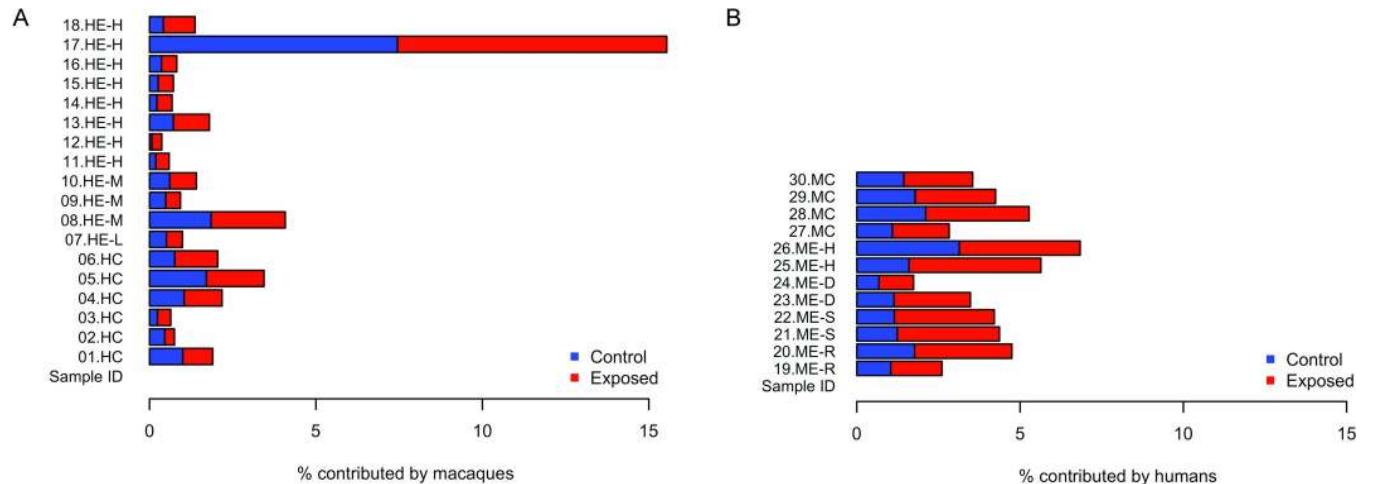 A
18.HE-H
17.HE-H
16.HE-H
15.HE-H
14.HE-H
13.HE-H
12.HE-H
11.HE-H
10.HE-M
09.HE-M
08.HE-M
07.HE-L
06.HC
05.HC
04.HC
03.HC
02.HC
01.HC
Sample ID
Control
Exposed
0 5 10 15
% contributed by macaques
B
30.MC
29.MC
28.MC
27.MC
26.ME-H
25.ME-H
24.ME-D
23.ME-D
22.ME-S
21.ME-S
20.ME-R
19.ME-R
Sample ID
Control
Exposed
0 5 10 15
% contributed by humans